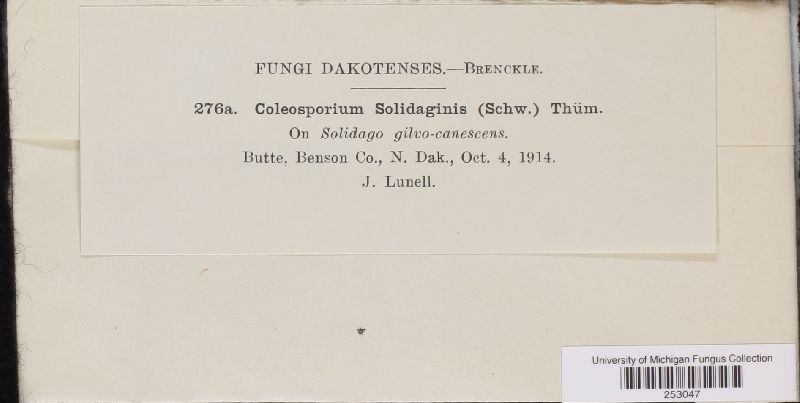 FUNGI DAKOTENSES.—BRENCKLE.
276a. Coleosporium Solidaginis (Schw.) Thüm.
On Solidago gilvo-canescens.
Butte, Benson Co., N. Dak., Oct. 4, 1914.
J. Lunell.
University of Michigan Fungus Collection
253047